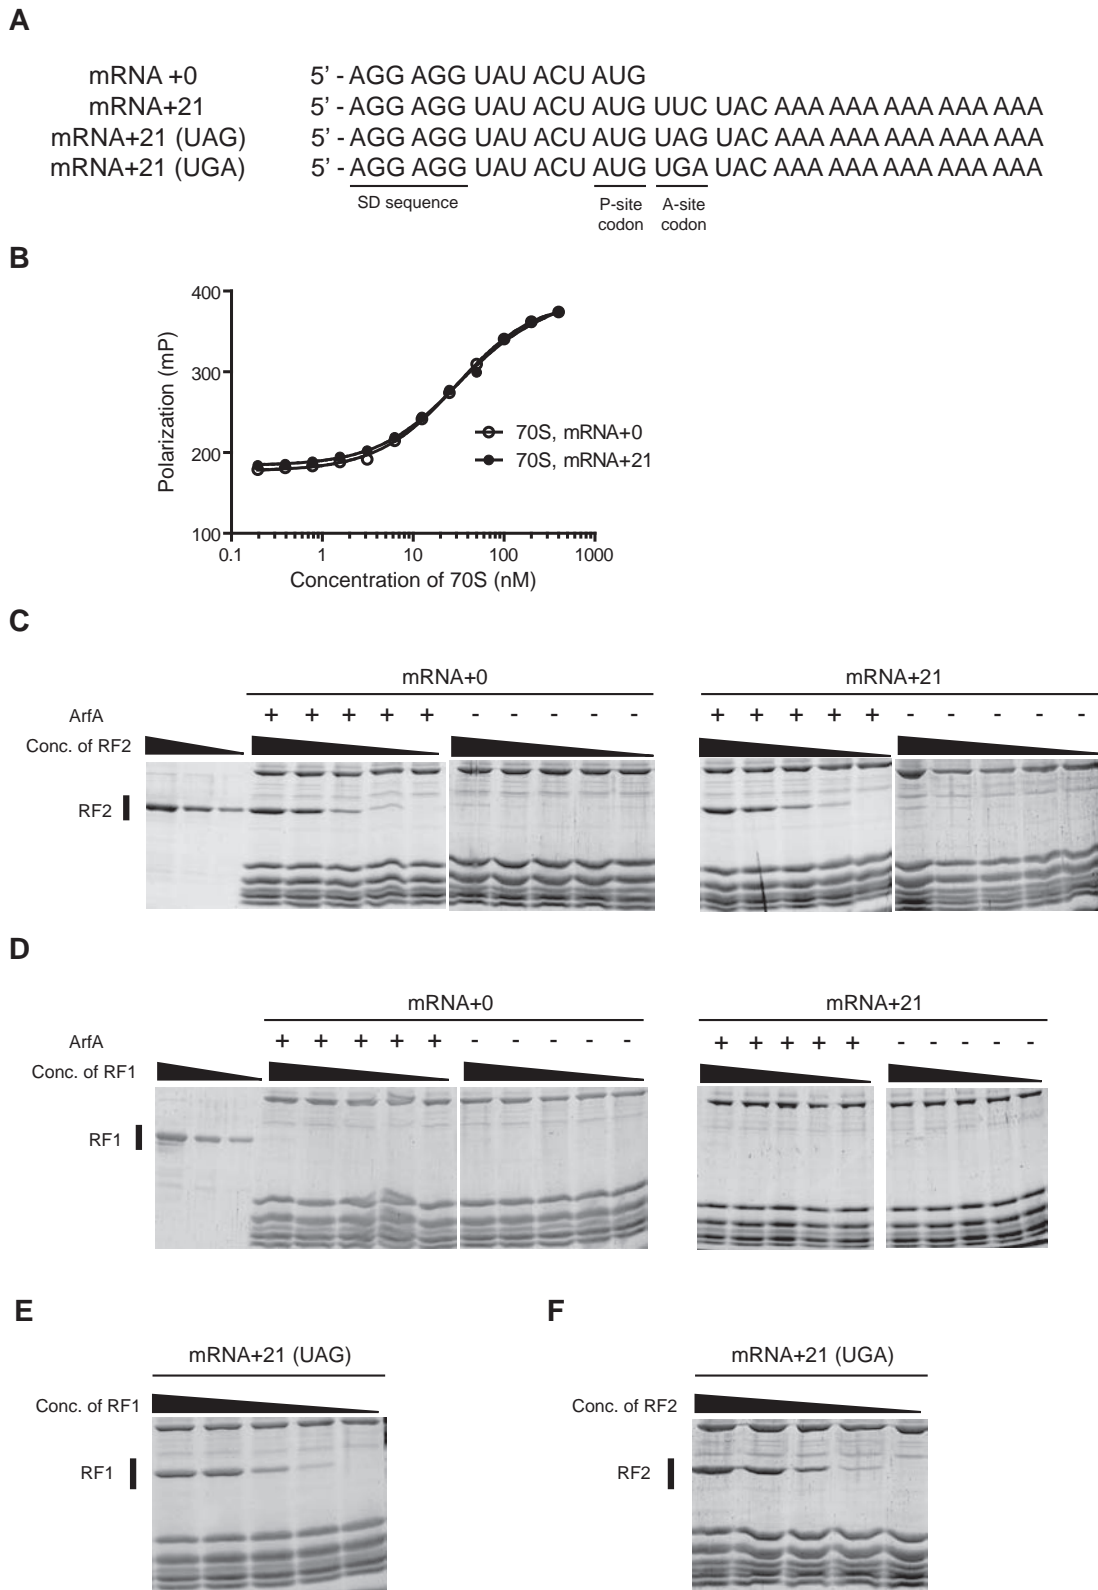 A
mRNA +0 5' - AGG AGG UAU ACU AUG
mRNA+21 5' - AGG AGG UAU ACU AUG UUC UAC AAA AAA AAA AAA AAA
mRNA+21 (UAG) 5' - AGG AGG UAU ACU AUG UAG UAC AAA AAA AAA AAA AAA
mRNA+21 (UGA) 5' - AGG AGG UAU ACU AUG UGA UAC AAA AAA AAA AAA AAA
SD sequence
P-site codon
A-site codon
B
Polarization (mP)
400
300
200
100
0.1 1 10 100 1000
Concentration of 70S (nM)
70S, mRNA+0
70S, mRNA+21
C
mRNA+0 mRNA+21
ArfA + + + + + - - - - - + + + + + - - - - -
Conc. of RF2
RF2
D
mRNA+0 mRNA+21
ArfA + + + + + - - - - - + + + + + - - - - -
Conc. of RF1
RF1
E
mRNA+21 (UAG)
Conc. of RF1
RF1
F
mRNA+21 (UGA)
Conc. of RF2
RF2